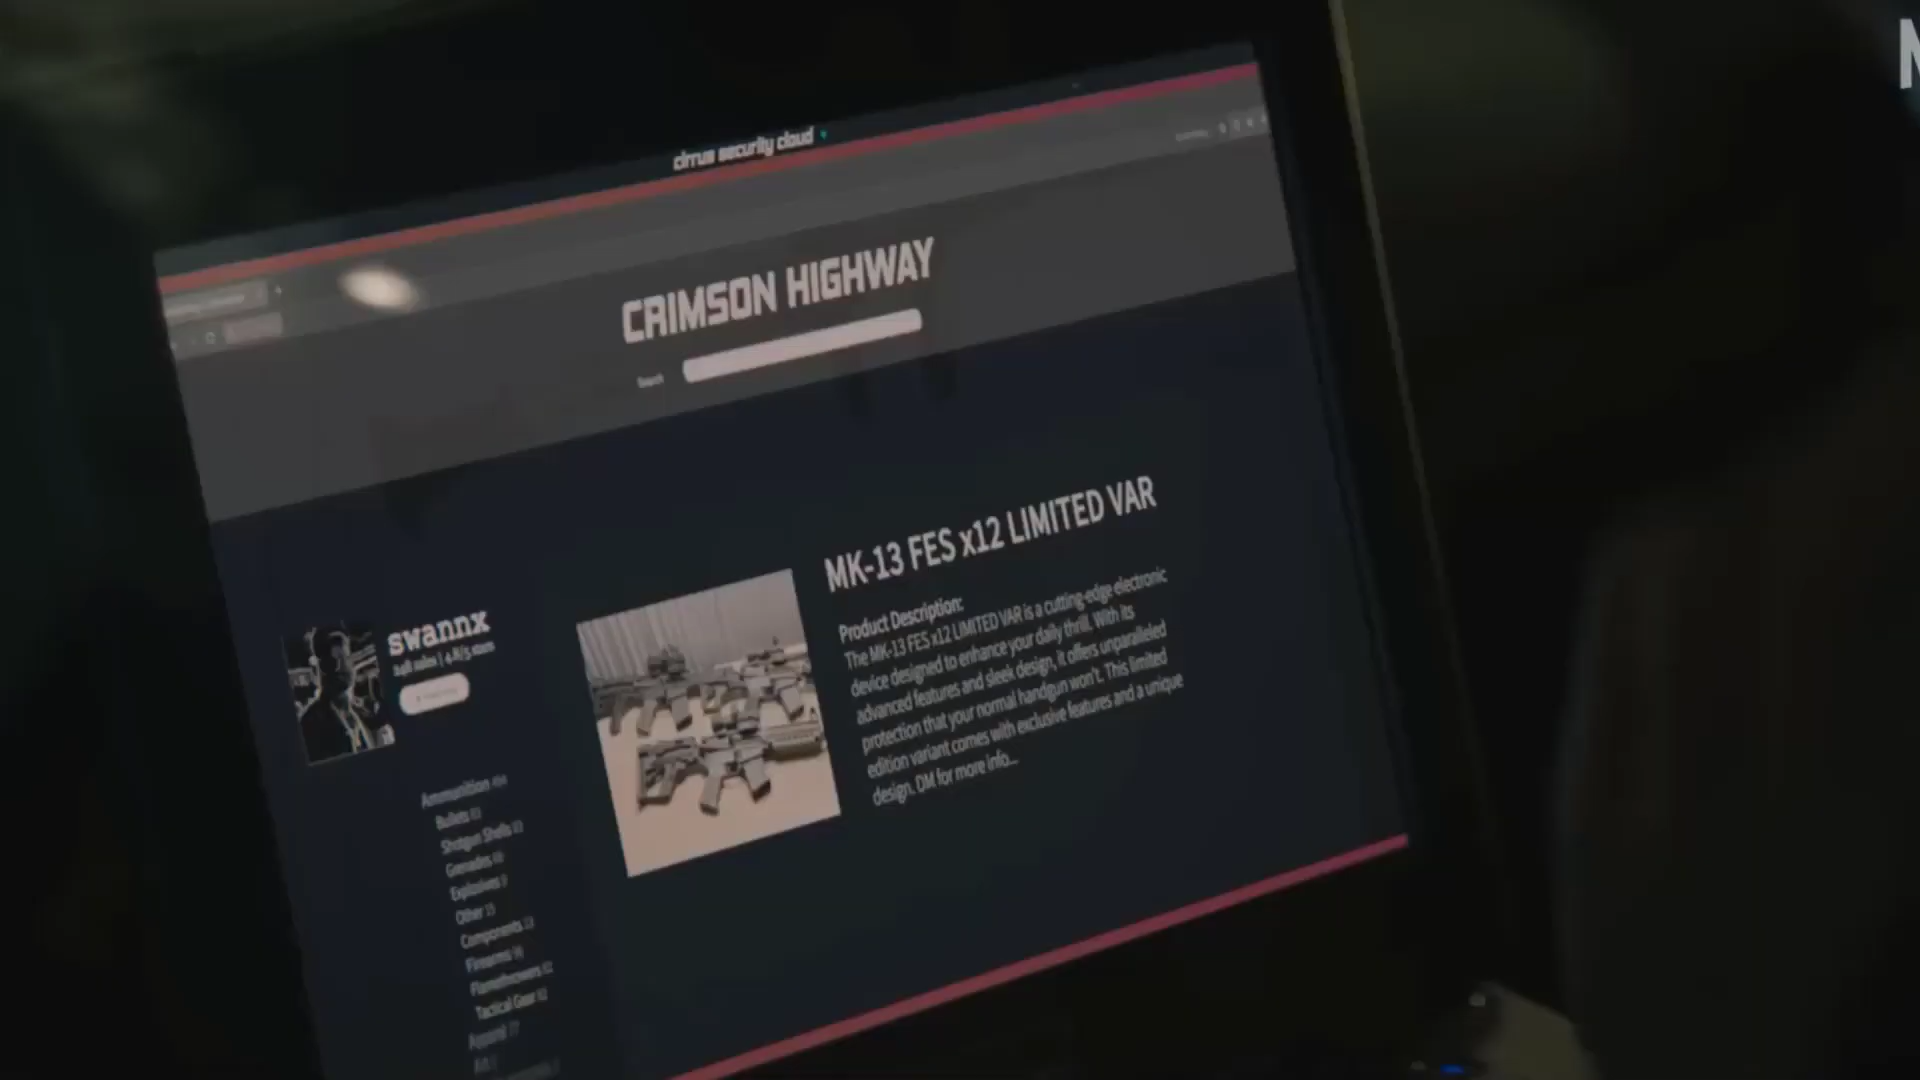 cirrus security cloud
CRIMSON HIGHWAY
Search
MK-13 FES x12 LIMITED VAR
Product Description:
The MK-13 FES x12 LIMITED VAR is a cutting-edge electronic
device designed to enhance your daily thrill. With its
advanced features and sleek design, it offers unparalleled
protection that your normal handgun won't. This limited
edition variant comes with exclusive features and a unique
design. DM for more info...
swannx
Ammunition
Bullets
Shotgun Shells
Grenades
Explosives
Other 15
Components
Firearms
Flamethrowers
Tactical Gear
Apparel